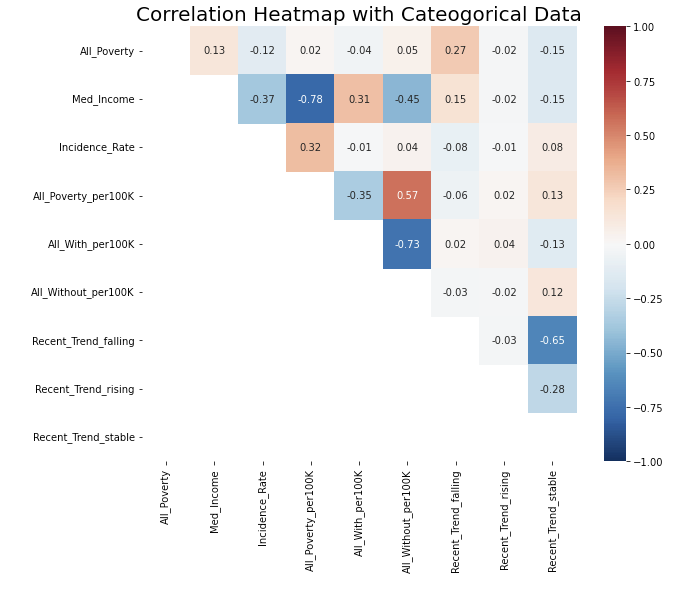 Correlation Heatmap with Cateogorical Data
All_Poverty 0.13 -0.12 0.02 -0.04 0.05 0.27 -0.02 -0.15
Med_Income -0.37 -0.78 0.31 -0.45 0.15 -0.02 -0.15
Incidence_Rate 0.32 -0.01 0.04 -0.08 -0.01 0.08
All_Poverty_per100K -0.35 0.57 -0.06 0.02 0.13
All_With_per100K -0.73 0.02 0.04 -0.13
All_Without_per100K -0.03 -0.02 0.12
Recent_Trend_falling -0.03 -0.65
Recent_Trend_rising -0.28
Recent_Trend_stable
All_Poverty
Med_Income
Incidence_Rate
All_Poverty_per100K
All_With_per100K
All_Without_per100K
Recent_Trend_falling
Recent_Trend_rising
Recent_Trend_stable
1.00
0.75
0.50
0.25
0.00
−0.25
−0.50
−0.75
−1.00